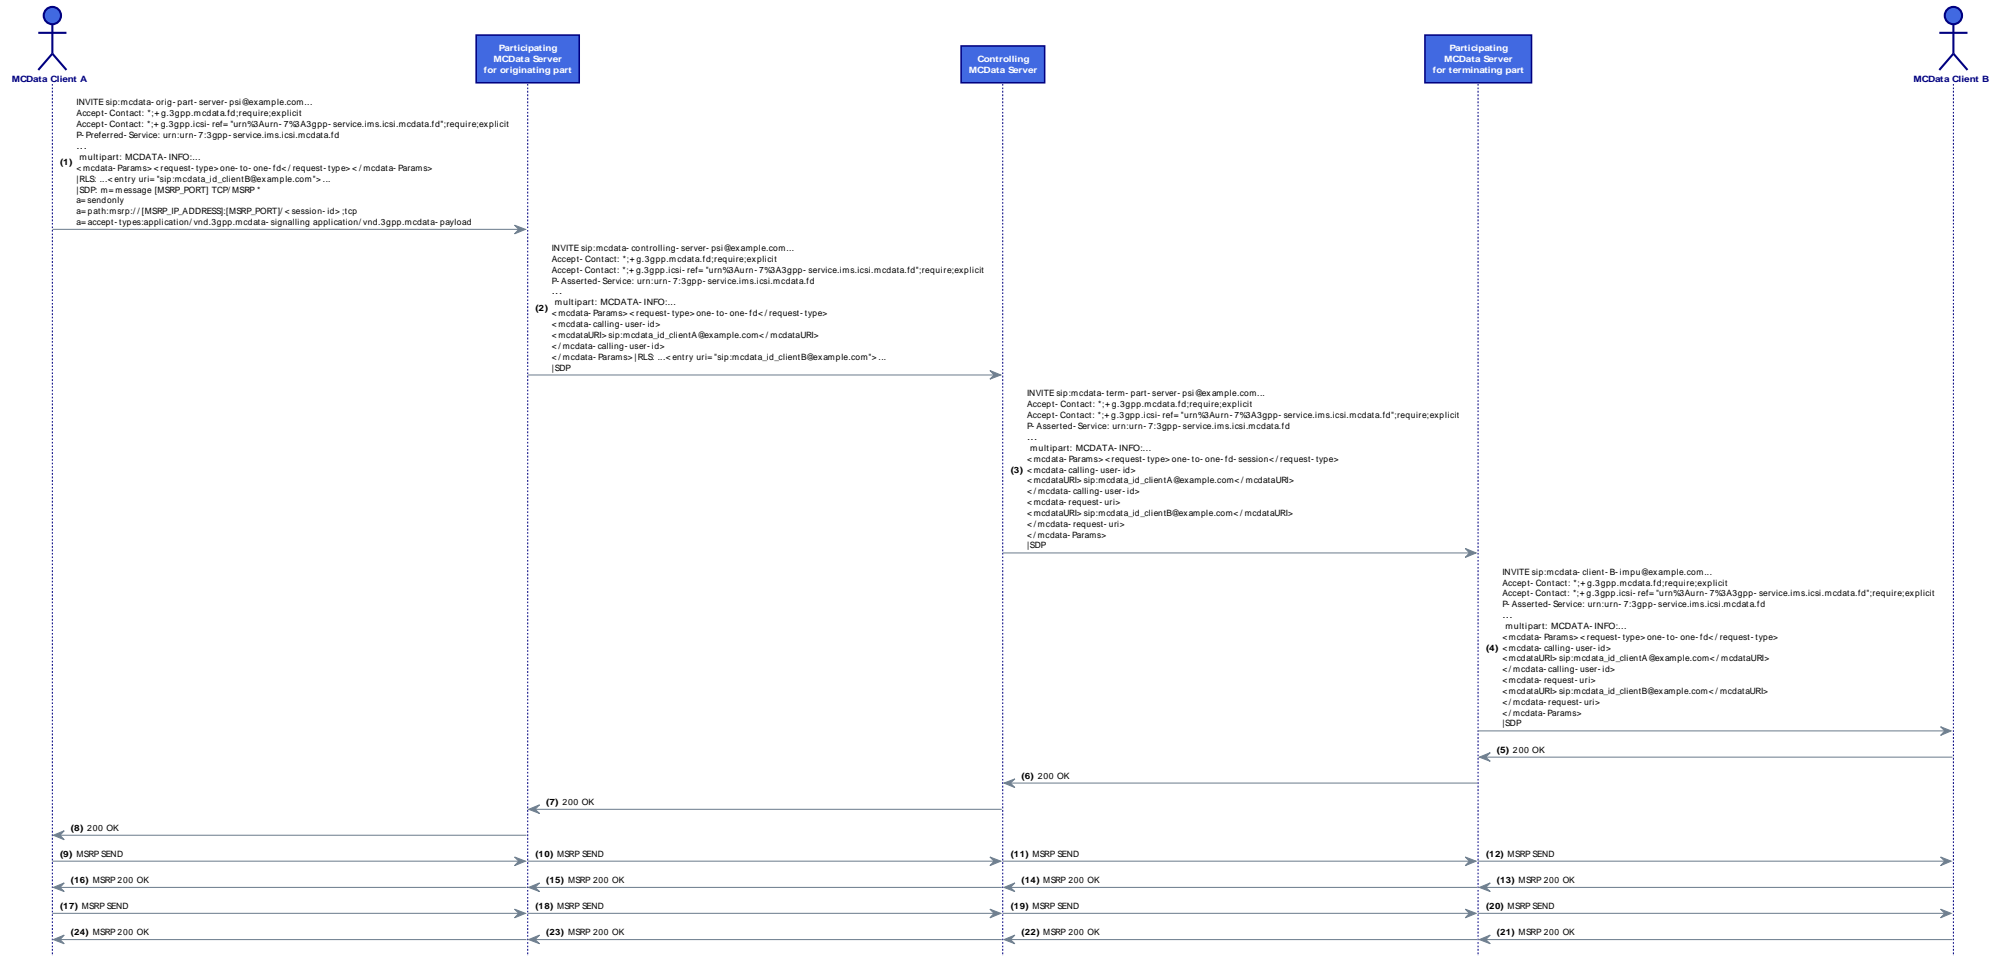 MCData Client A
Participating
MCData Server
for originating part
Controlling
MCData Server
Participating
MCData Server
for terminating part
MCData Client B
INVITE sip:mcdata-orig-part-server-psi@example.com...
Accept-Contact: *;+g.3gpp.mcdata.fd;require;explicit
Accept-Contact: *;+g.3gpp.icsi-ref="urn%3Aurn-7%3A3gpp-service.ims.icsi.mcdata.fd";require;explicit
P-Preferred-Service: urn:urn-7:3gpp-service.ims.icsi.mcdata.fd
...
multipart: MCDATA-INFO:...
(1) <mcdata-Params><request-type>one-to-one-fd</request-type></mcdata-Params>
|RLS: ...<entry uri="sip:mcdata_id_clientB@example.com">...
|SDP: m=message [MSRP_PORT] TCP/MSRP *
a=sendonly
a=path:msrp://[MSRP_IP_ADDRESS]:[MSRP_PORT]/<session-id>;tcp
a=accept-types:application/vnd.3gpp.mcdata-signalling application/vnd.3gpp.mcdata-payload
INVITE sip:mcdata-controlling-server-psi@example.com...
Accept-Contact: *;+g.3gpp.mcdata.fd;require;explicit
Accept-Contact: *;+g.3gpp.icsi-ref="urn%3Aurn-7%3A3gpp-service.ims.icsi.mcdata.fd";require;explicit
P-Asserted-Service: urn:urn-7:3gpp-service.ims.icsi.mcdata.fd
...
multipart: MCDATA-INFO:...
(2) <mcdata-Params><request-type>one-to-one-fd</request-type>
<mcdata-calling-user-id>
<mcdataURI>sip:mcdata_id_clientA@example.com</mcdataURI>
</mcdata-calling-user-id>
</mcdata-Params>|RLS: ...<entry uri="sip:mcdata_id_clientB@example.com">...
|SDP
INVITE sip:mcdata-term-part-server-psi@example.com...
Accept-Contact: *;+g.3gpp.mcdata.fd;require;explicit
Accept-Contact: *;+g.3gpp.icsi-ref="urn%3Aurn-7%3A3gpp-service.ims.icsi.mcdata.fd";require;explicit
P-Asserted-Service: urn:urn-7:3gpp-service.ims.icsi.mcdata.fd
...
multipart: MCDATA-INFO:...
<mcdata-Params><request-type>one-to-one-fd-session</request-type>
(3) <mcdata-calling-user-id>
<mcdataURI>sip:mcdata_id_clientA@example.com</mcdataURI>
</mcdata-calling-user-id>
<mcdata-request-uri>
<mcdataURI>sip:mcdata_id_clientB@example.com</mcdataURI>
</mcdata-request-uri>
</mcdata-Params>
|SDP
INVITE sip:mcdata-client-B-impu@example.com...
Accept-Contact: *;+g.3gpp.mcdata.fd;require;explicit
Accept-Contact: *;+g.3gpp.icsi-ref="urn%3Aurn-7%3A3gpp-service.ims.icsi.mcdata.fd";require;explicit
P-Asserted-Service: urn:urn-7:3gpp-service.ims.icsi.mcdata.fd
...
multipart: MCDATA-INFO:...
<mcdata-Params><request-type>one-to-one-fd</request-type>
(4) <mcdata-calling-user-id>
<mcdataURI>sip:mcdata_id_clientA@example.com</mcdataURI>
</mcdata-calling-user-id>
<mcdata-request-uri>
<mcdataURI>sip:mcdata_id_clientB@example.com</mcdataURI>
</mcdata-request-uri>
</mcdata-Params>
|SDP
(5) 200 OK
(6) 200 OK
(7) 200 OK
(8) 200 OK
(9) MSRP SEND
(10) MSRP SEND
(11) MSRP SEND
(12) MSRP SEND
(16) MSRP 200 OK
(15) MSRP 200 OK
(14) MSRP 200 OK
(13) MSRP 200 OK
(17) MSRP SEND
(18) MSRP SEND
(19) MSRP SEND
(20) MSRP SEND
(24) MSRP 200 OK
(23) MSRP 200 OK
(22) MSRP 200 OK
(21) MSRP 200 OK